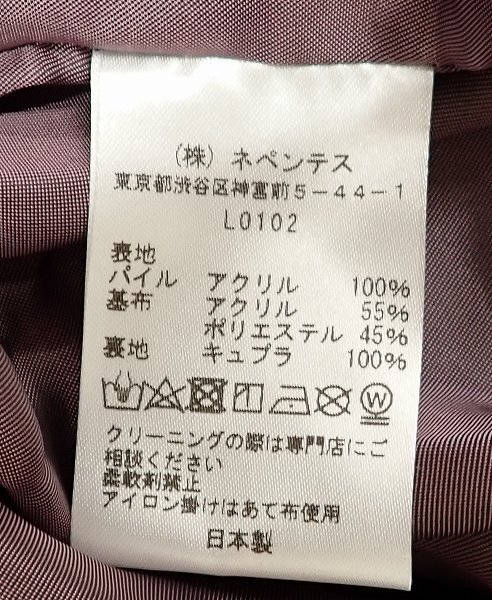 (株) ネペンテス
東京都渋谷区神宮前5-44-1
L0102
表地
パイル アクリル 100%
基布 アクリル 55%
ポリエステル 45%
裏地 キュプラ 100%
W
クリーニングの際は専門店にご
相談ください
柔軟剤禁止
アイロン掛けはあて布使用
日本製